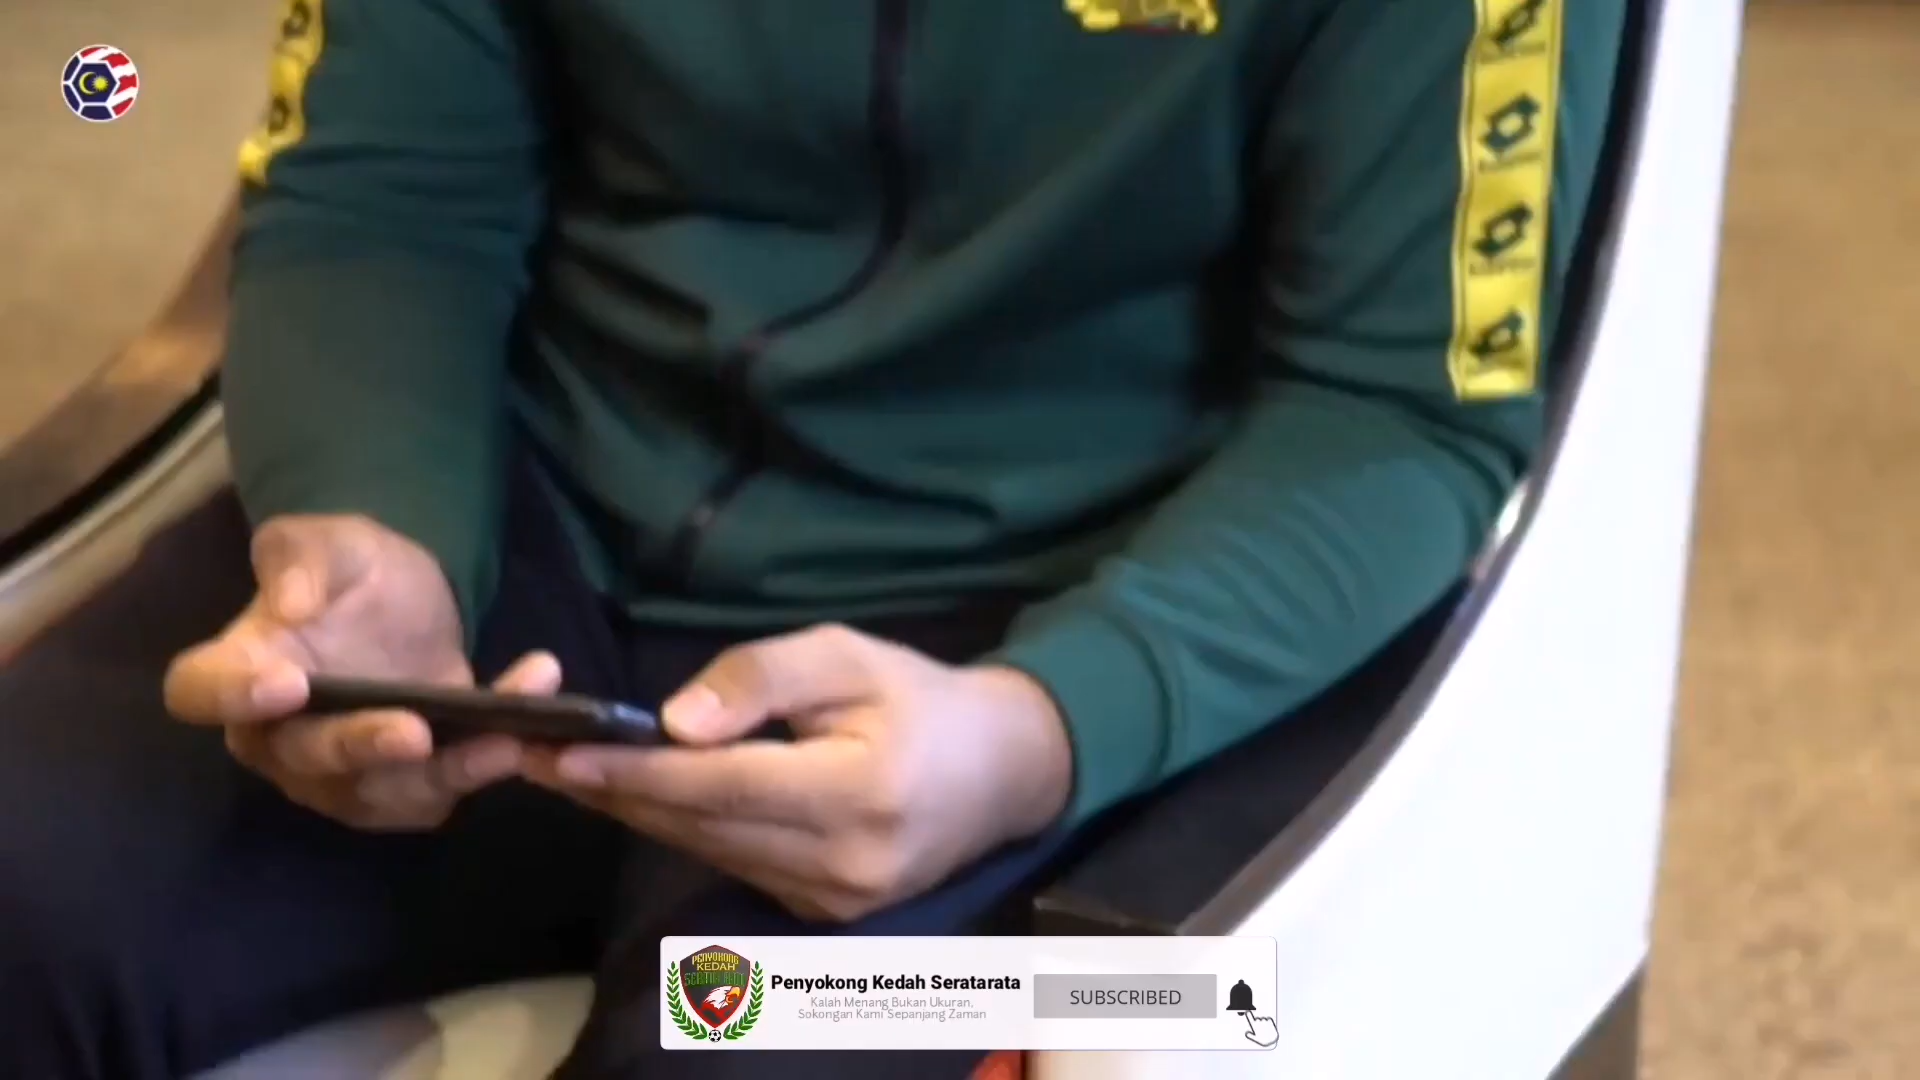 PENYOKONG
KEDAH
Penyokong Kedah Seratarata
Kalah Menang Bukan Ukuran,
Sokongan Kami Sepanjang Zaman
SUBSCRIBED